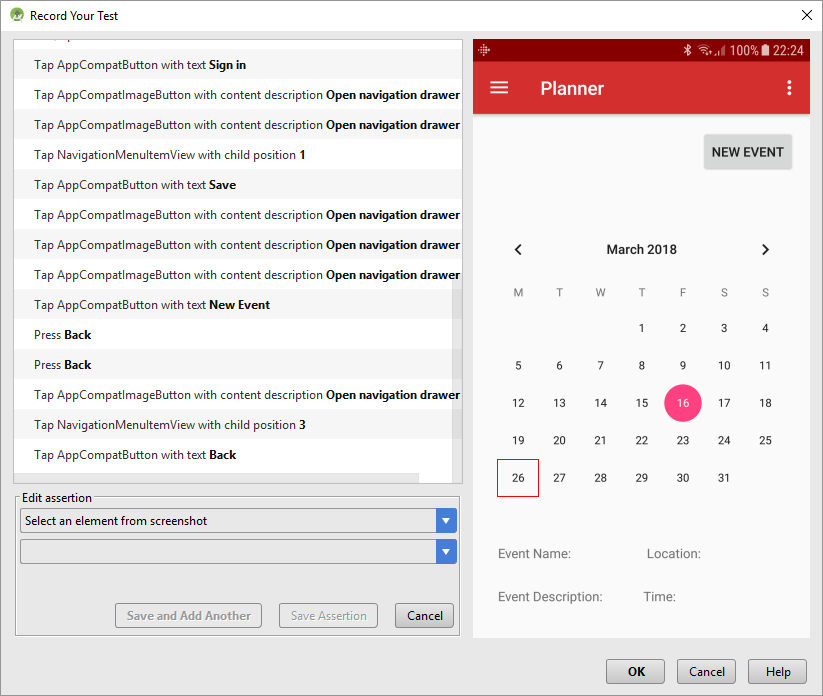 Record Your Test
Tap AppCompatButton with text Sign in
Tap AppCompatImageButton with content description Open navigation drawer
Tap AppCompatImageButton with content description Open navigation drawer
Tap NavigationMenuItemView with child position 1
Tap AppCompatButton with text Save
Tap AppCompatImageButton with content description Open navigation drawer
Tap AppCompatImageButton with content description Open navigation drawer
Tap AppCompatImageButton with content description Open navigation drawer
Tap AppCompatButton with text New Event
Press Back
Press Back
Tap AppCompatImageButton with content description Open navigation drawer
Tap NavigationMenuItemView with child position 3
Tap AppCompatButton with text Back
Edit assertion
Select an element from screenshot
Save and Add Another Save Assertion Cancel
100% 22:24
Planner
NEW EVENT
March 2018
M T W T F S S
1 2 3 4
5 6 7 8 9 10 11
12 13 14 15 16 17 18
19 20 21 22 23 24 25
26 27 28 29 30 31
Event Name: Location:
Event Description: Time:
OK Cancel Help